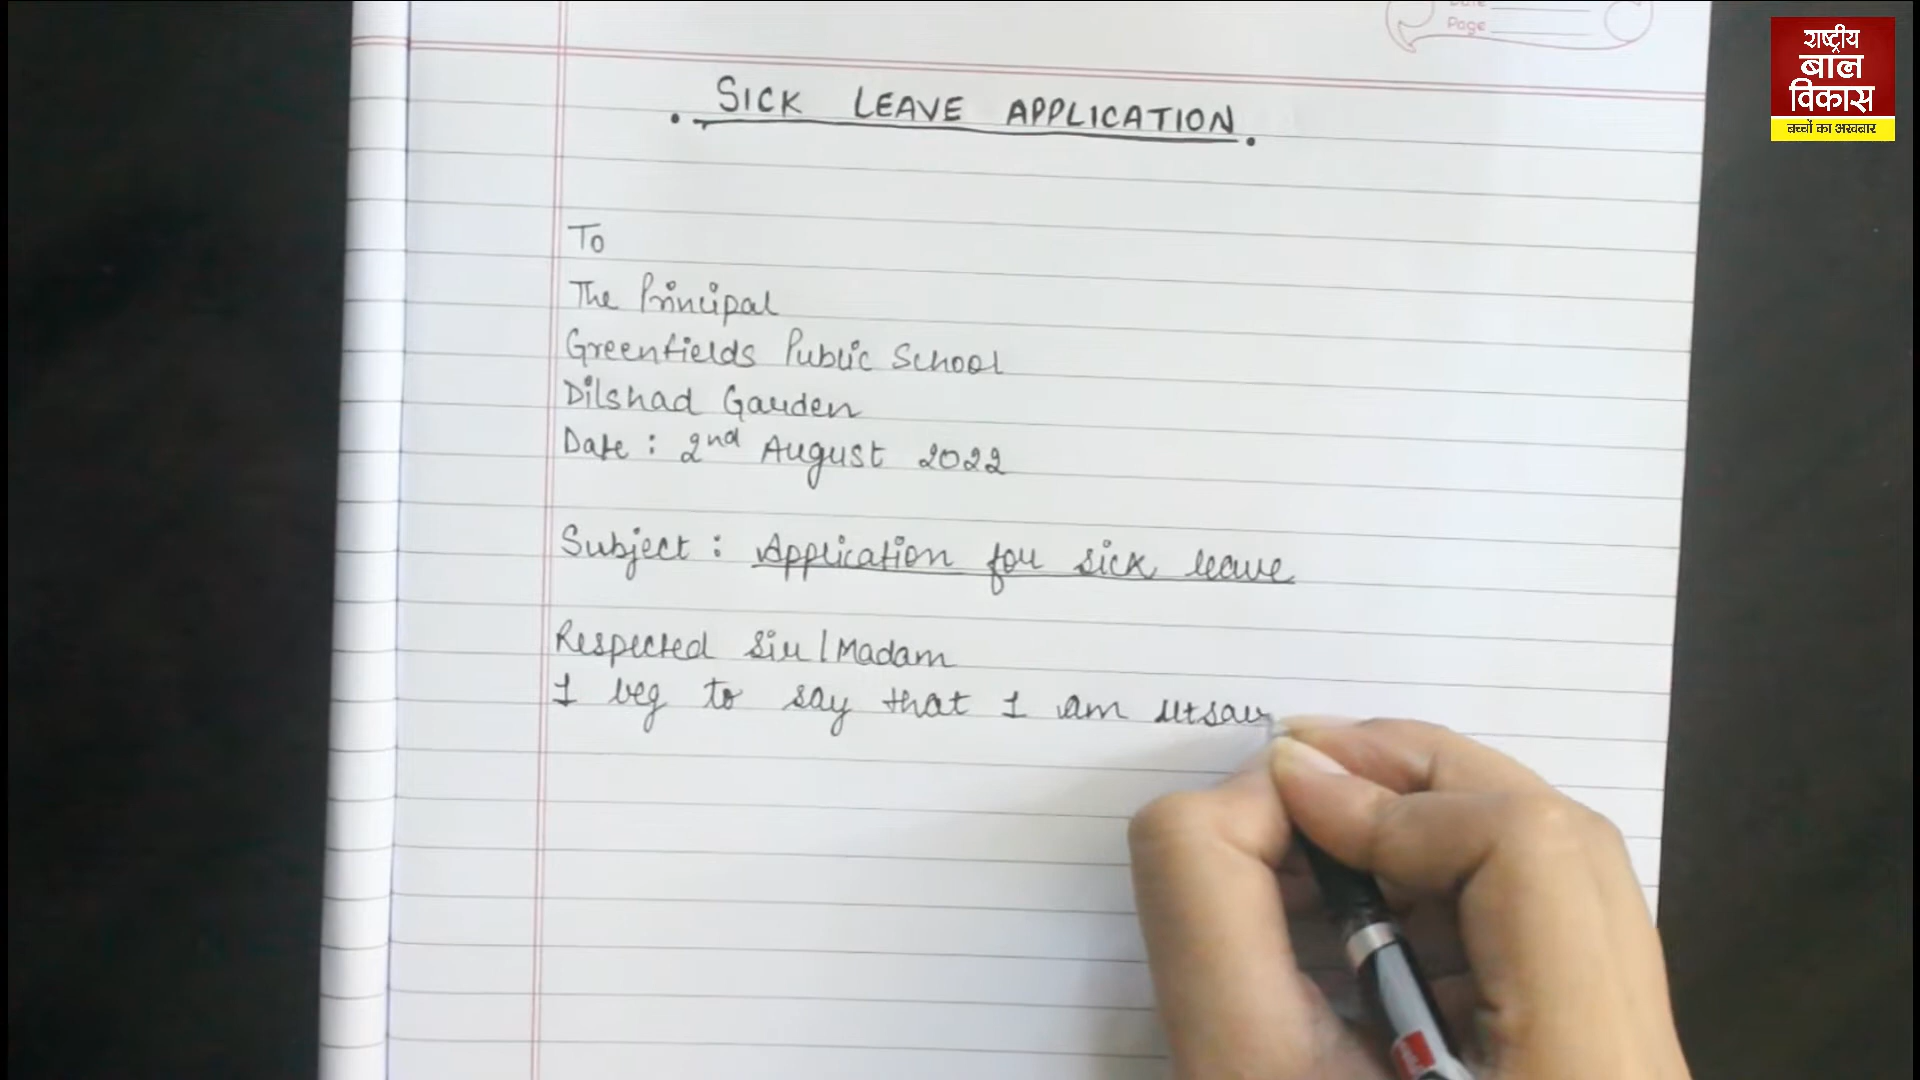 Date
Page
राष्ट्रीय
बाल
विकास
बच्चों का अखबार
SICK LEAVE APPLICATION
To
The Principal
Greenfields Public School
Dilshad Garden
Date : 2nd August 2022
Subject : Application for sick leave
Respected Sir/Madam
I beg to say that I am utsav